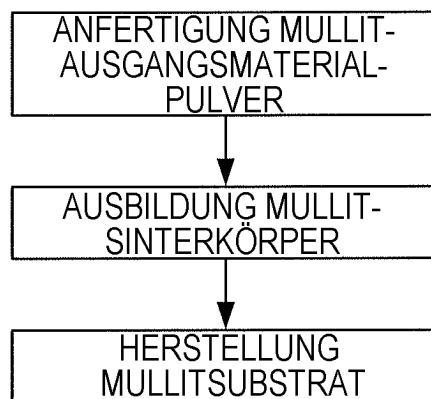 ANFERTIGUNG MULLIT-
AUSGANGSMATERIAL-
PULVER
AUSBILDUNG MULLIT-
SINTERKÖRPER
HERSTELLUNG
MULLITSUBSTRAT